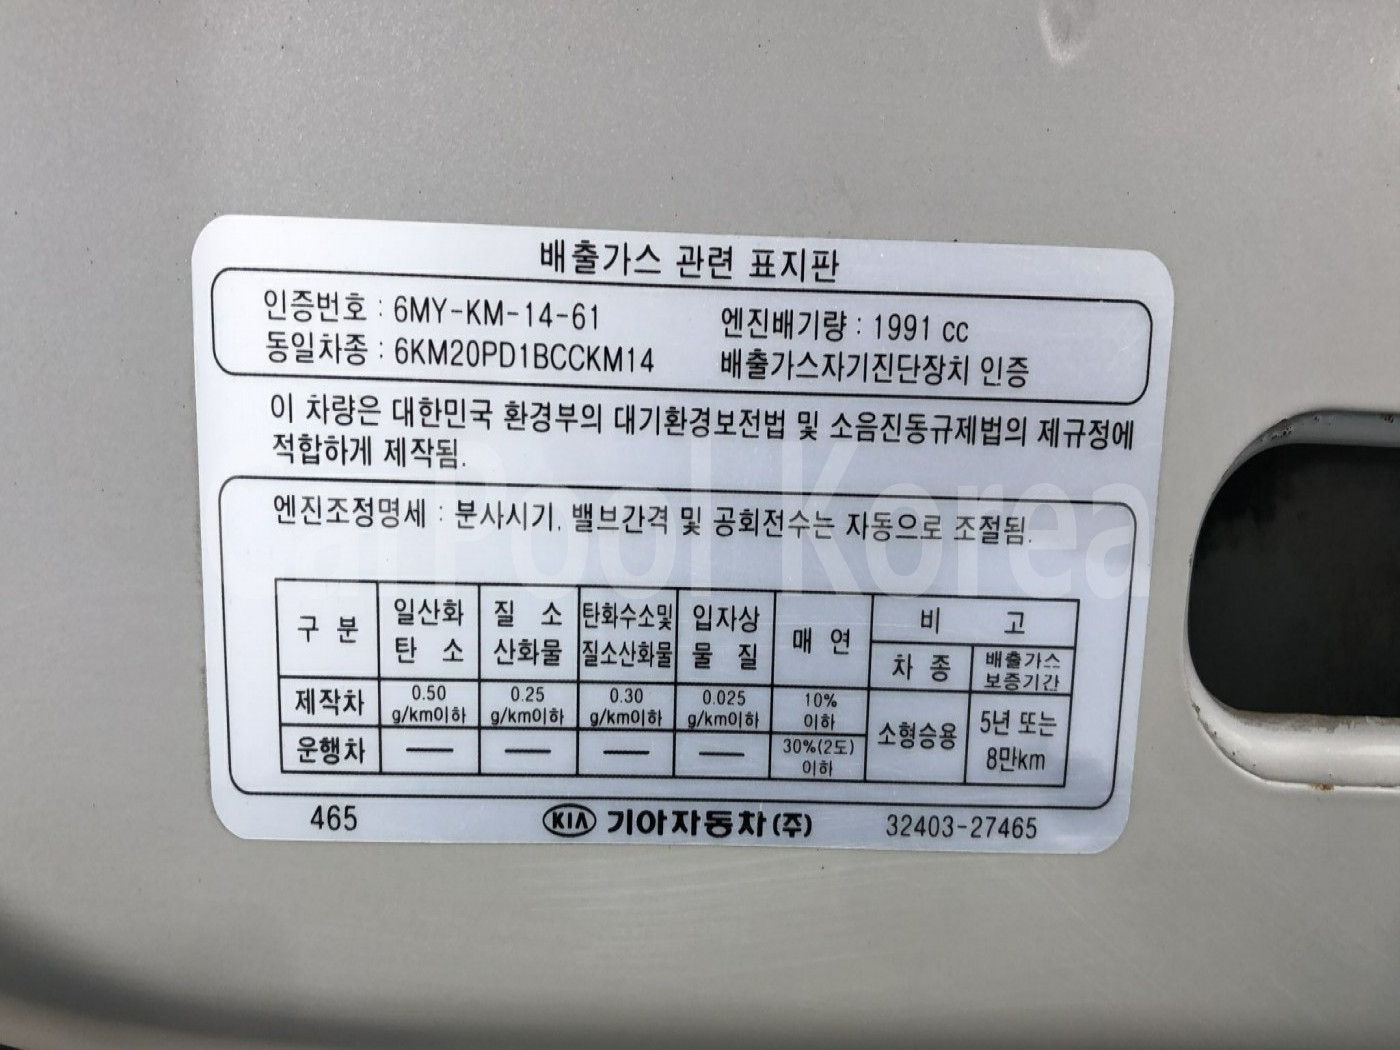 배출가스 관련 표지판
인증번호 : 6MY-KM-14-61
엔진배기량 : 1991 cc
동일차종 : 6KM20PD1BCCKM14
배출가스자기진단장치 인증
이 차량은 대한민국 환경부의 대기환경보전법 및 소음진동규제법의 제규정에
적합하게 제작됨.
엔진조정명세 : 분사시기, 밸브간격 및 공회전수는 자동으로 조절됨.
구 분 일산화 탄 소 질 소 산화물 탄화수소및 질소산화물 입자상 물 질 매 연 비 고
차 종 배출가스 보증기간
제작차 0.50 g/km이하 0.25 g/km이하 0.30 g/km이하 0.025 g/km이하 10% 이하 소형승용 5년 또는 8만km
운행차 — — — — 30%(2도) 이하
465 KIA 기아자동차(주) 32403-27465
CarPool Korea